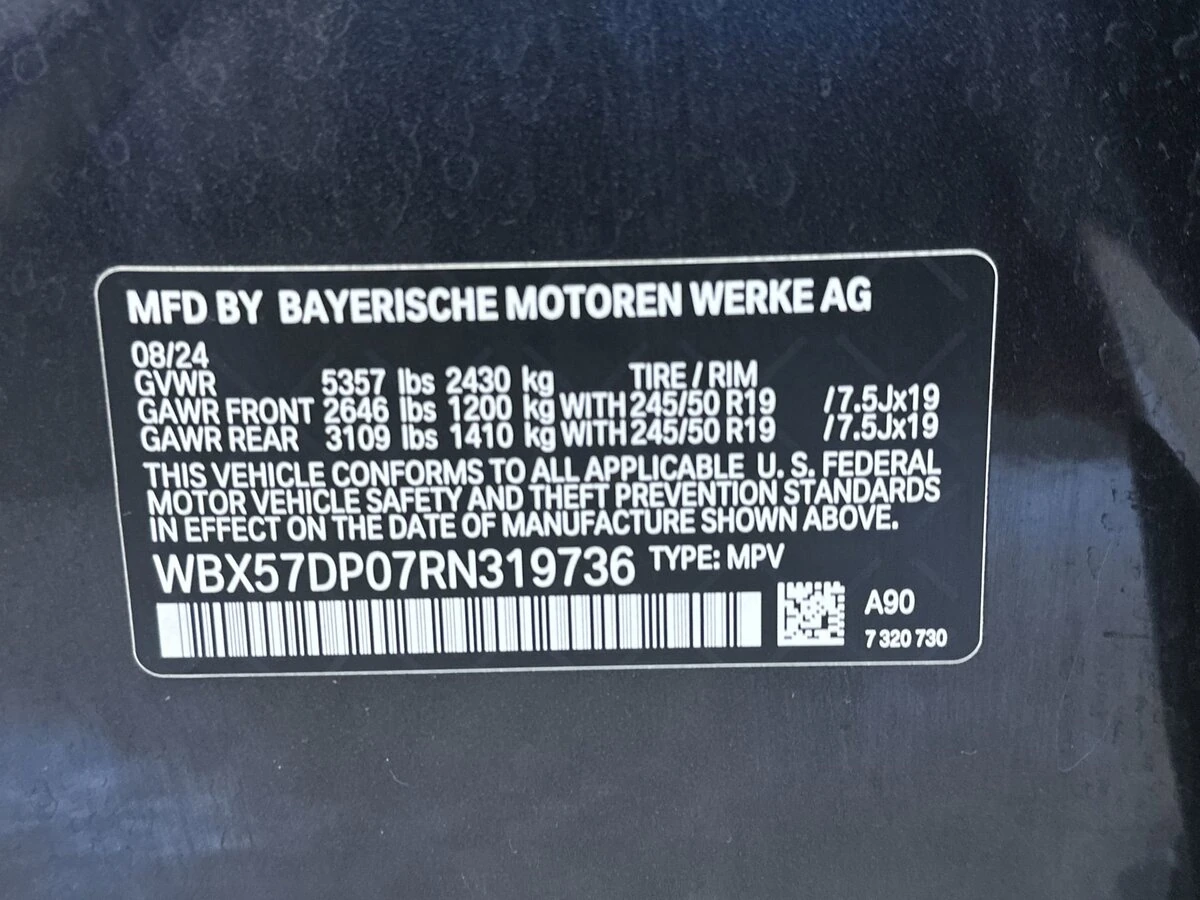 MFD BY BAYERISCHE MOTOREN WERKE AG
08/24
GVWR 5357 lbs 2430 kg TIRE / RIM
GAWR FRONT 2646 lbs 1200 kg WITH 245/50 R19 /7.5Jx19
GAWR REAR 3109 lbs 1410 kg WITH 245/50 R19 /7.5Jx19
THIS VEHICLE CONFORMS TO ALL APPLICABLE U. S. FEDERAL
MOTOR VEHICLE SAFETY AND THEFT PREVENTION STANDARDS
IN EFFECT ON THE DATE OF MANUFACTURE SHOWN ABOVE.
WBX57DP07RN319736 TYPE: MPV
A90
7 320 730